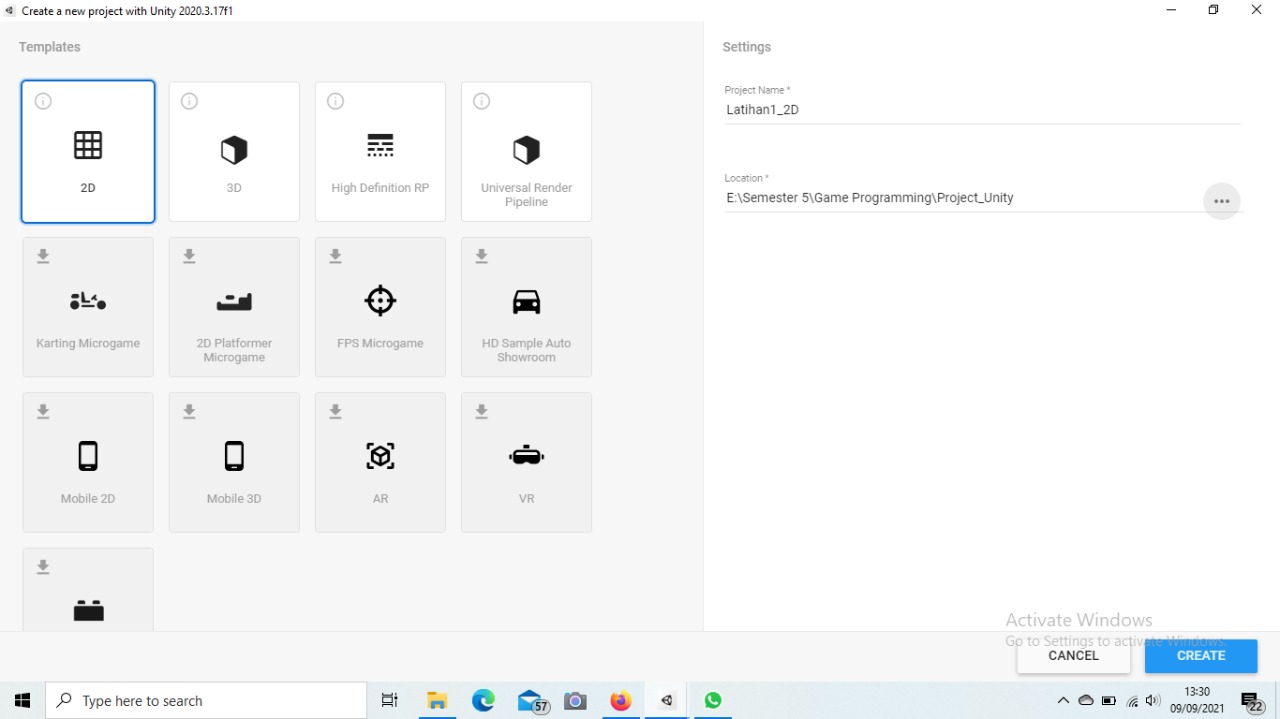 Create a new project with Unity 2020.3.17f1
Templates
2D
3D
High Definition RP
Universal Render
Pipeline
Karting Microgame
2D Platformer
Microgame
FPS Microgame
HD Sample Auto
Showroom
Mobile 2D
Mobile 3D
AR
VR
Settings
Project Name *
Latihan1_2D
Location *
E:\Semester 5\Game Programming\Project_Unity
Activate Windows
Go to Settings to activate Windows.
CANCEL
CREATE
Type here to search
57
13:30
09/09/2021
22